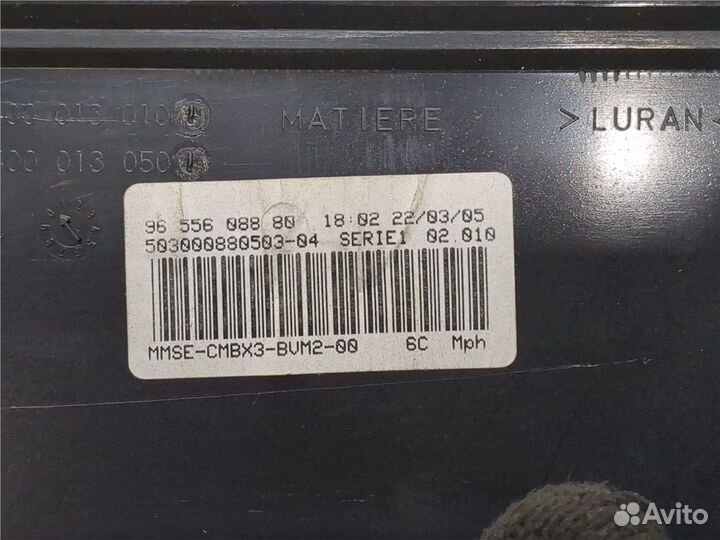 013 010
MATIERE
>LURAN
00 013 050
96 556 088 80 18:02 22/03/05
503000880503-04 SERIE1 02.010
MMSE-CMBX3-BVM2-00 6C Mph
Avito